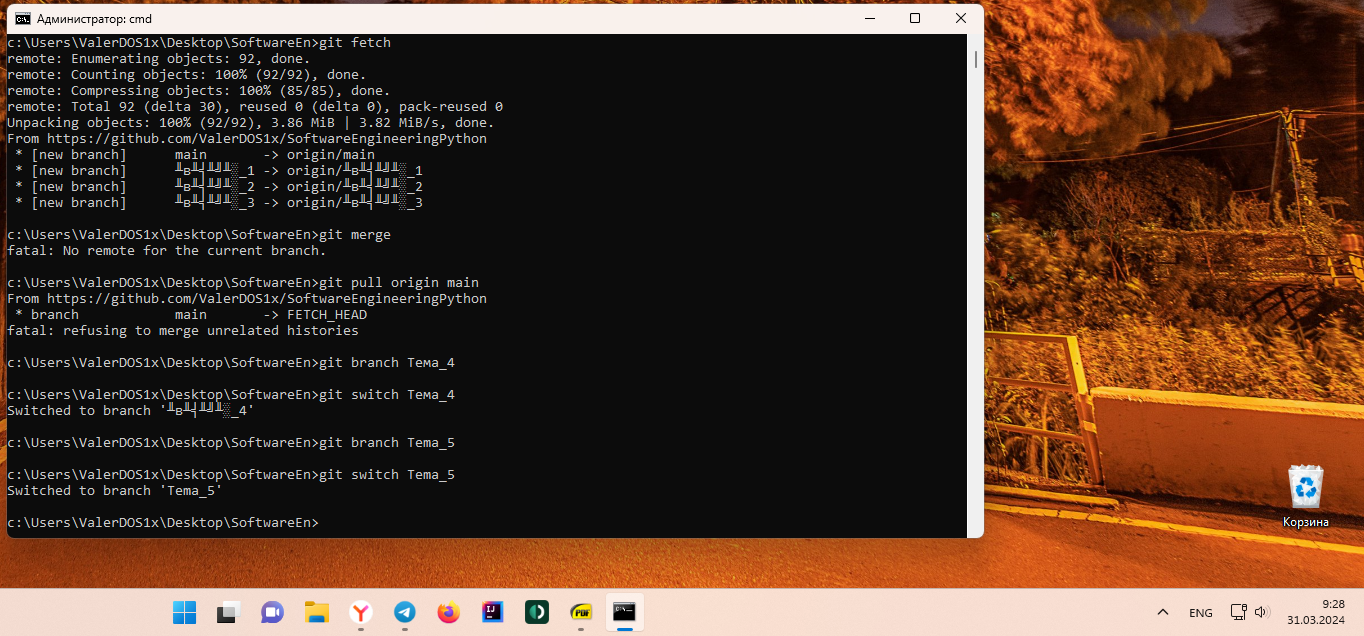 Администратор: cmd
c:\Users\ValerDOS1x\Desktop\SoftwareEn>git fetch
remote: Enumerating objects: 92, done.
remote: Counting objects: 100% (92/92), done.
remote: Compressing objects: 100% (85/85), done.
remote: Total 92 (delta 30), reused 0 (delta 0), pack-reused 0
Unpacking objects: 100% (92/92), 3.86 MiB | 3.82 MiB/s, done.
From https://github.com/ValerDOS1x/SoftwareEngineeringPython
* [new branch] main -> origin/main
* [new branch] ╨в╨╡╨╝╨░_1 -> origin/╨в╨╡╨╝╨░_1
* [new branch] ╨в╨╡╨╝╨░_2 -> origin/╨в╨╡╨╝╨░_2
* [new branch] ╨в╨╡╨╝╨░_3 -> origin/╨в╨╡╨╝╨░_3
c:\Users\ValerDOS1x\Desktop\SoftwareEn>git merge
fatal: No remote for the current branch.
c:\Users\ValerDOS1x\Desktop\SoftwareEn>git pull origin main
From https://github.com/ValerDOS1x/SoftwareEngineeringPython
* branch main -> FETCH_HEAD
fatal: refusing to merge unrelated histories
c:\Users\ValerDOS1x\Desktop\SoftwareEn>git branch Тема_4
c:\Users\ValerDOS1x\Desktop\SoftwareEn>git switch Тема_4
Switched to branch '╨в╨╡╨╝╨░_4'
c:\Users\ValerDOS1x\Desktop\SoftwareEn>git branch Tema_5
c:\Users\ValerDOS1x\Desktop\SoftwareEn>git switch Tema_5
Switched to branch 'Tema_5'
c:\Users\ValerDOS1x\Desktop\SoftwareEn>
Корзина
IJ
PDF
ENG
9:28
31.03.2024